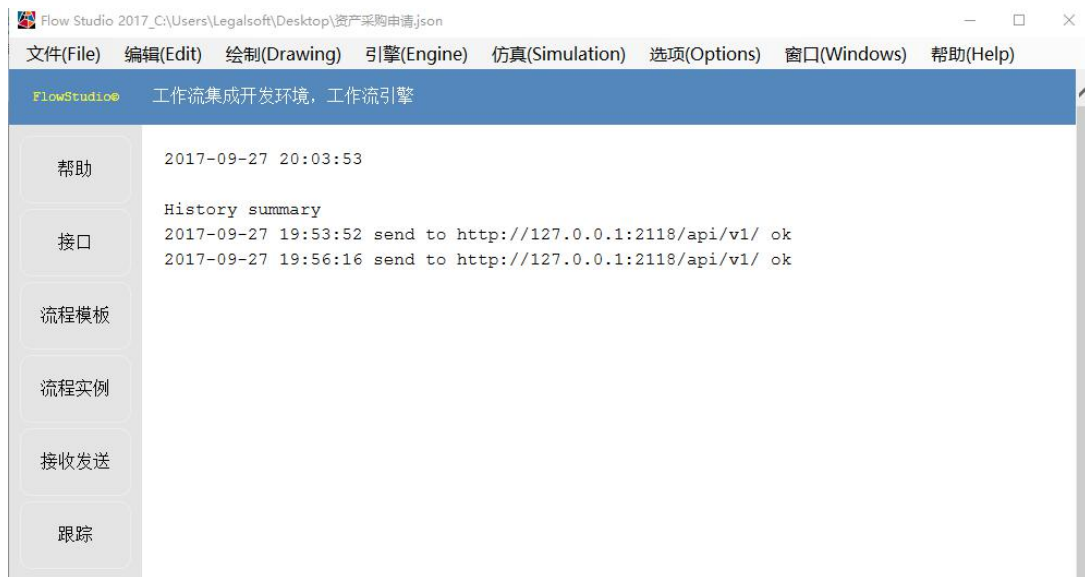 Flow Studio 2017_C:\Users\Legalsoft\Desktop\资产采购申请.json
文件(File) 编辑(Edit) 绘制(Drawing) 引擎(Engine) 仿真(Simulation) 选项(Options) 窗口(Windows) 帮助(Help)
FlowStudio® 工作流集成开发环境，工作流引擎
帮助
接口
流程模板
流程实例
接收发送
跟踪
2017-09-27 20:03:53
History summary
2017-09-27 19:53:52 send to http://127.0.0.1:2118/api/v1/ ok
2017-09-27 19:56:16 send to http://127.0.0.1:2118/api/v1/ ok